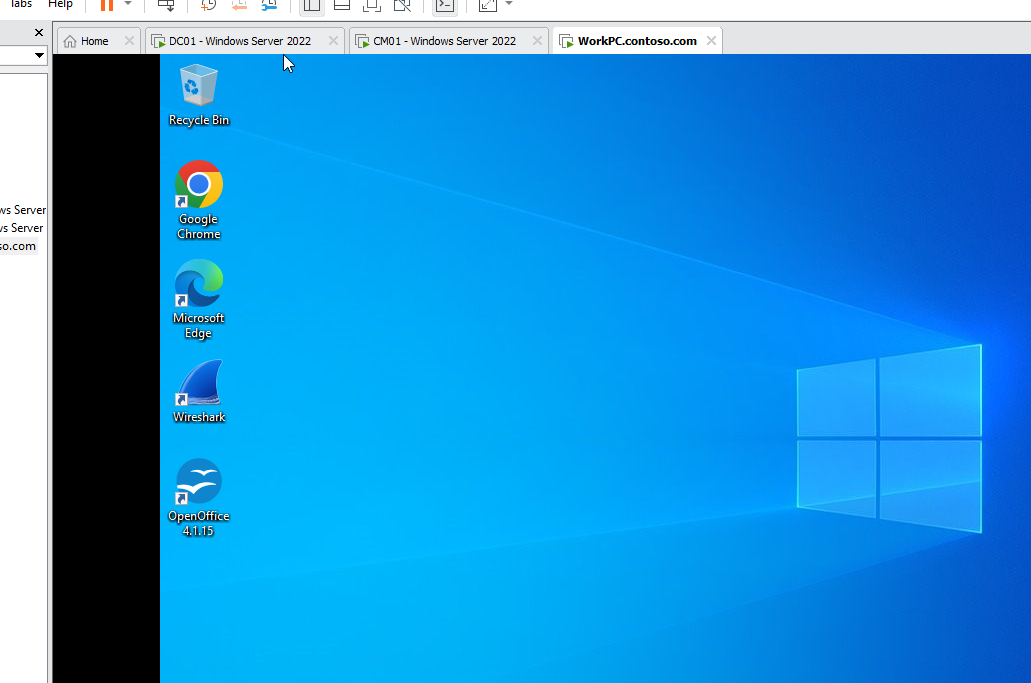 Tabs Help
Home
DC01 - Windows Server 2022
CM01 - Windows Server 2022
WorkPC.contoso.com
ws Server
ws Server
so.com
Recycle Bin
Google
Chrome
Microsoft
Edge
Wireshark
OpenOffice
4.1.15